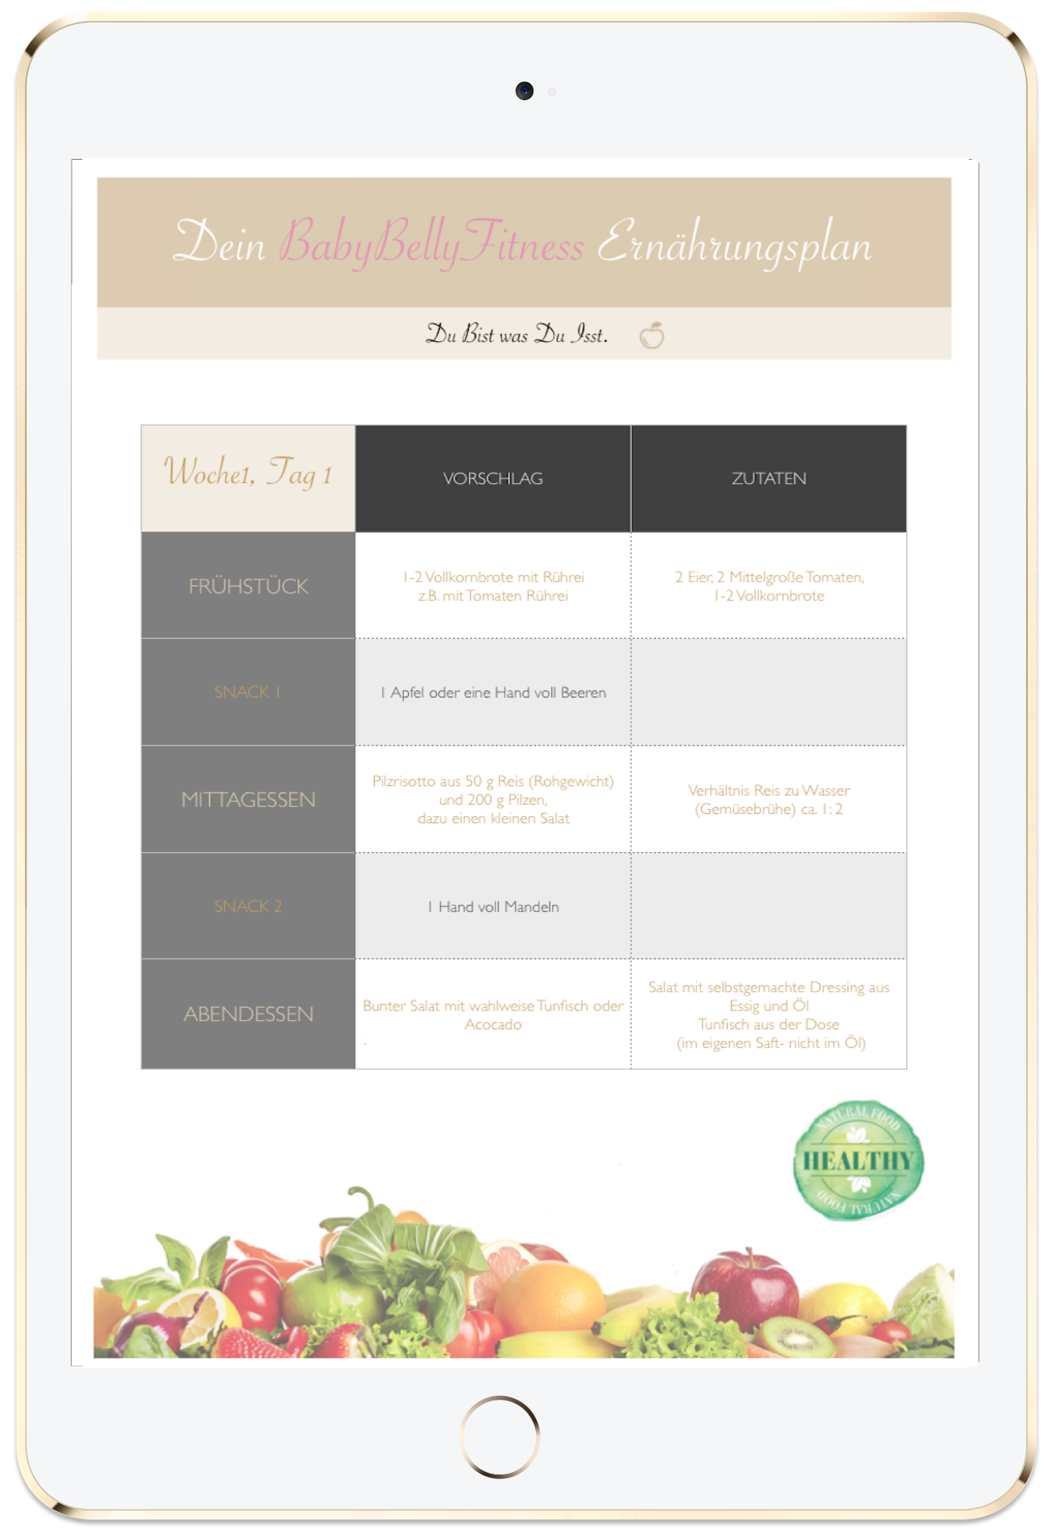 Dein BabyBellyFitness Ernährungsplan
Du Bist was Du Isst.
Woche1, Tag 1
VORSCHLAG
ZUTATEN
FRÜHSTÜCK
1-2 Vollkornbrote mit Rührei
z.B. mit Tomaten Rührei
2 Eier, 2 Mittelgroße Tomaten,
1-2 Vollkornbrote
SNACK 1
1 Apfel oder eine Hand voll Beeren
MITTAGESSEN
Pilzrisotto aus 50 g Reis (Rohgewicht)
und 200 g Pilzen,
dazu einen kleinen Salat
Verhältnis Reis zu Wasser
(Gemüsebrühe) ca. 1: 2
SNACK 2
1 Hand voll Mandeln
ABENDESSEN
Bunter Salat mit wahlweise Tunfisch oder
Acocado
.
Salat mit selbstgemachte Dressing aus
Essig und Öl
Tunfisch aus der Dose
(im eigenen Saft- nicht im Öl)
NATURAL FOOD
HEALTHY
NATURAL FOOD